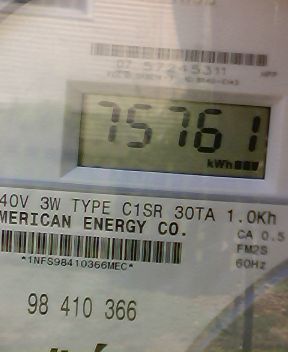 75761
kWh
40V 3W TYPE C1SR 30TA 1.0Kh
MERICAN ENERGY CO.
CA 0.5
FM2S
60Hz
*1NFS98410366MEC*
98 410 366